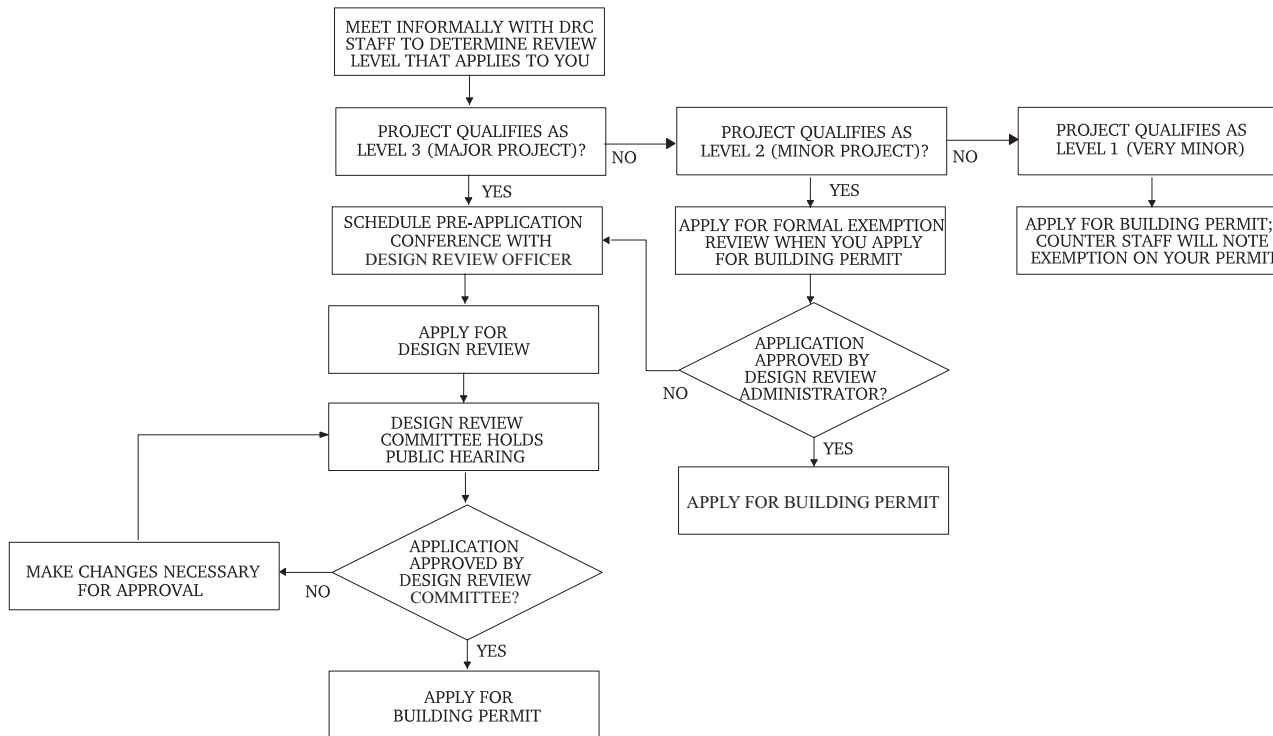 MEET INFORMALLY WITH DRC
STAFF TO DETERMINE REVIEW
LEVEL THAT APPLIES TO YOU
PROJECT QUALIFIES AS
LEVEL 3 (MAJOR PROJECT)?
NO
PROJECT QUALIFIES AS
LEVEL 2 (MINOR PROJECT)?
NO
PROJECT QUALIFIES AS
LEVEL 1 (VERY MINOR)
YES
YES
SCHEDULE PRE-APPLICATION
CONFERENCE WITH
DESIGN REVIEW OFFICER
APPLY FOR FORMAL EXEMPTION
REVIEW WHEN YOU APPLY
FOR BUILDING PERMIT
APPLY FOR BUILDING PERMIT;
COUNTER STAFF WILL NOTE
EXEMPTION ON YOUR PERMIT
APPLY FOR
DESIGN REVIEW
APPLICATION
APPROVED BY
DESIGN REVIEW
ADMINISTRATOR?
NO
YES
DESIGN REVIEW
COMMITTEE HOLDS
PUBLIC HEARING
APPLY FOR BUILDING PERMIT
APPLICATION
APPROVED BY
DESIGN REVIEW
COMMITTEE?
NO
MAKE CHANGES NECESSARY
FOR APPROVAL
YES
APPLY FOR
BUILDING PERMIT